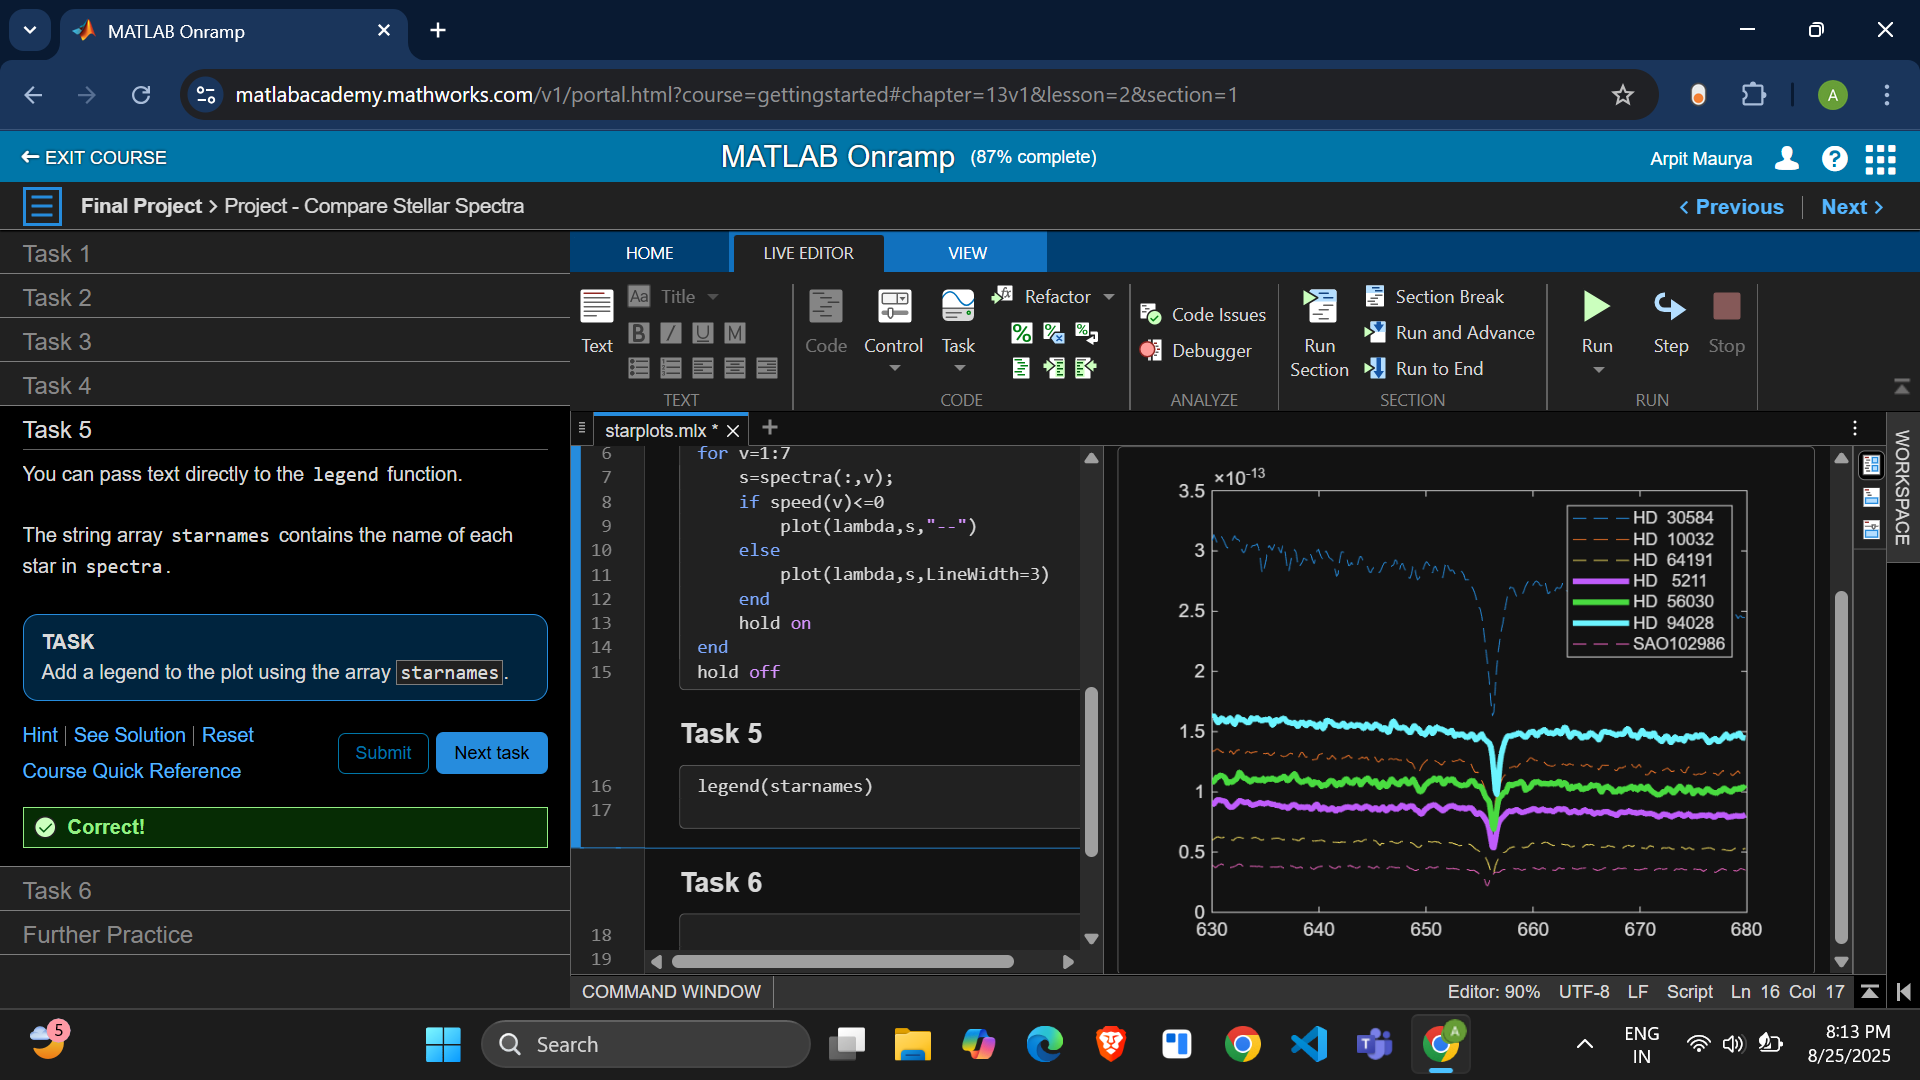 MATLAB Onramp
matlabacademy.mathworks.com/v1/portal.html?course=gettingstarted#chapter=13v1&lesson=2&section=1
A
EXIT COURSE
MATLAB Onramp (87% complete)
Arpit Maurya
?
Final Project > Project - Compare Stellar Spectra
< Previous
Next >
Task 1
Task 2
Task 3
Task 4
Task 5
You can pass text directly to the legend function.
The string array starnames contains the name of each
star in spectra.
TASK
Add a legend to the plot using the array starnames.
Hint | See Solution | Reset
Course Quick Reference
Submit
Next task
Correct!
Task 6
Further Practice
HOME
LIVE EDITOR
VIEW
Text
Aa Title
B I U M
TEXT
Code
Control
Task
Refactor
CODE
Code Issues
Debugger
ANALYZE
Run
Section
Section Break
Run and Advance
Run to End
SECTION
Run
Step
Stop
RUN
starplots.mlx *
WORKSPACE
6 for v=1:7
7 s=spectra(:,v);
8 if speed(v)<=0
9 plot(lambda,s,"--")
10 else
11 plot(lambda,s,LineWidth=3)
12 end
13 hold on
14 end
15 hold off
Task 5
16 legend(starnames)
17
Task 6
18
19
×10-13
3.5
3
2.5
2
1.5
1
0.5
0
630 640 650 660 670 680
HD 30584
HD 10032
HD 64191
HD 5211
HD 56030
HD 94028
SAO102986
COMMAND WINDOW
Editor: 90% UTF-8 LF Script Ln 16 Col 17
5
Search
A
ENG
IN
8:13 PM
8/25/2025